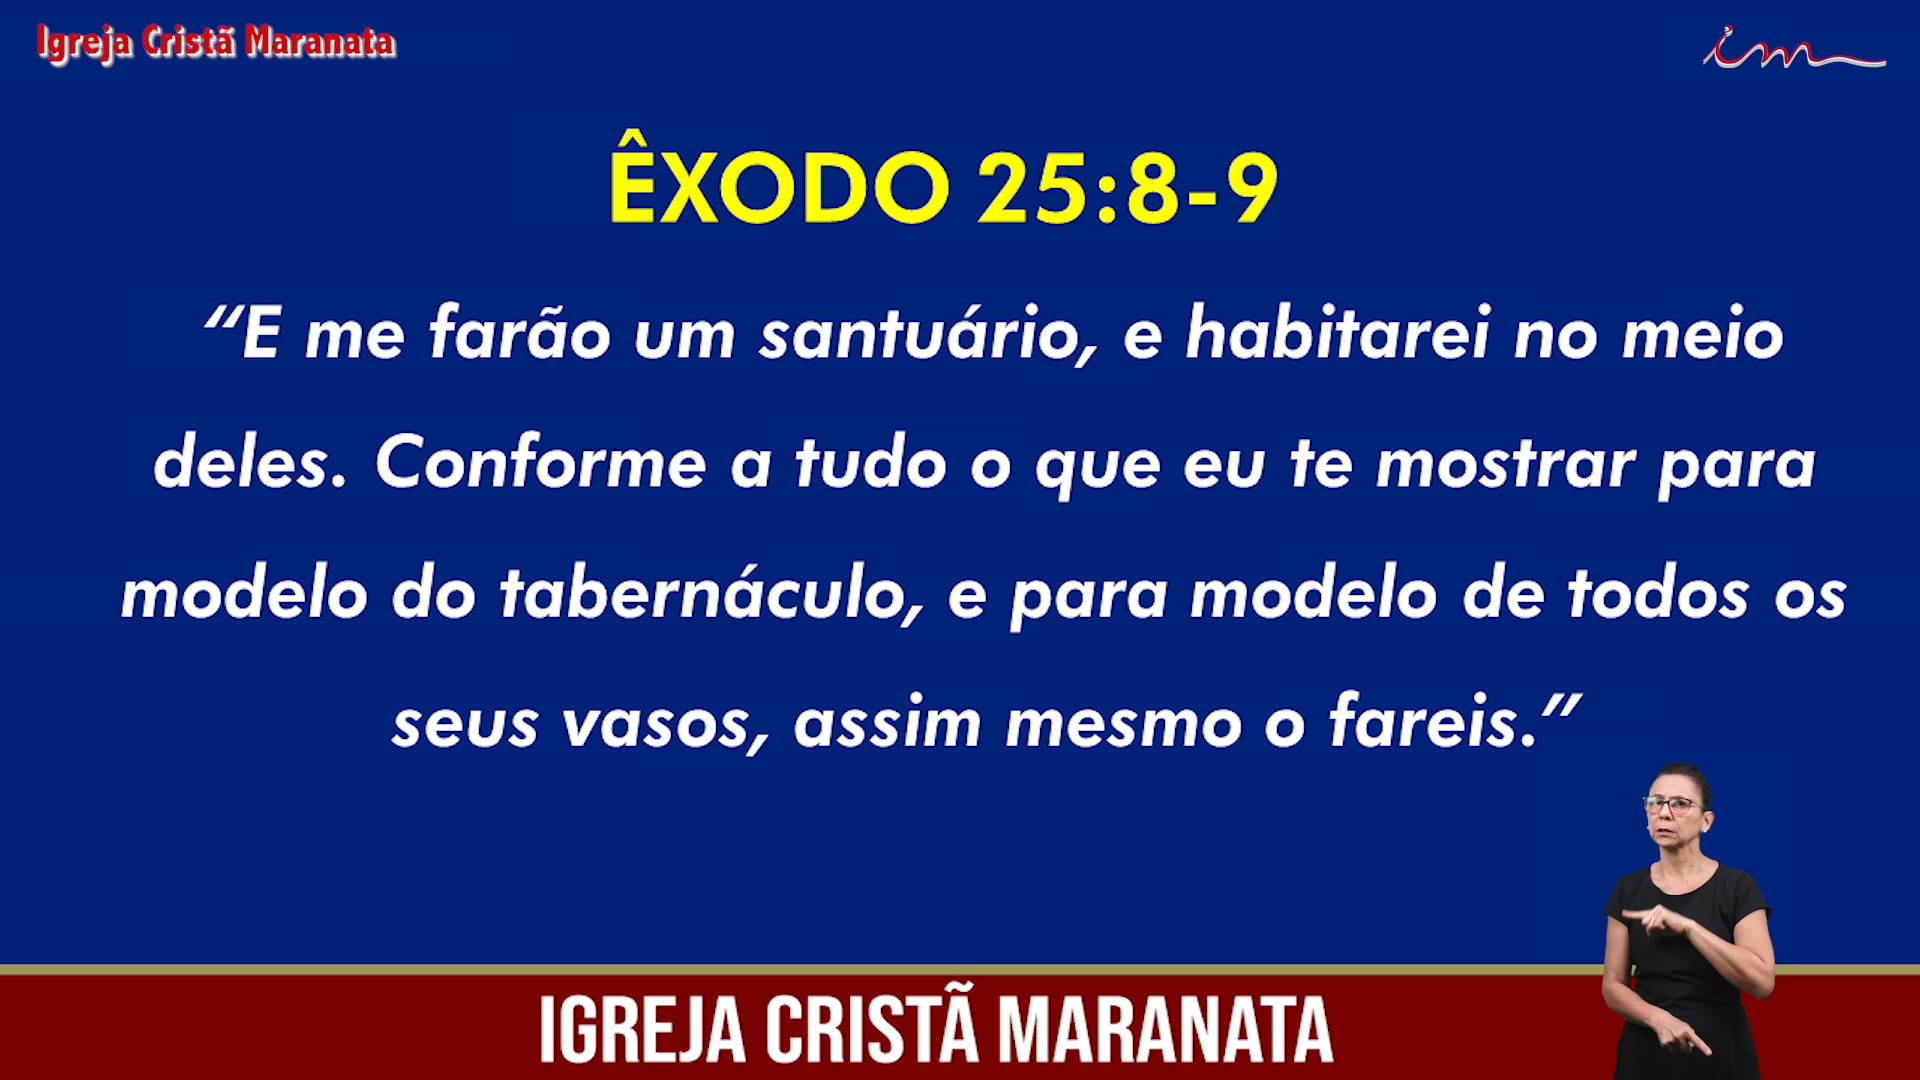 Igreja Cristã Maranata
im
ÊXODO 25:8-9
“E me farão um santuário, e habitarei no meio
deles. Conforme a tudo o que eu te mostrar para
modelo do tabernáculo, e para modelo de todos os
seus vasos, assim mesmo o fareis.”
IGREJA CRISTÃ MARANATA